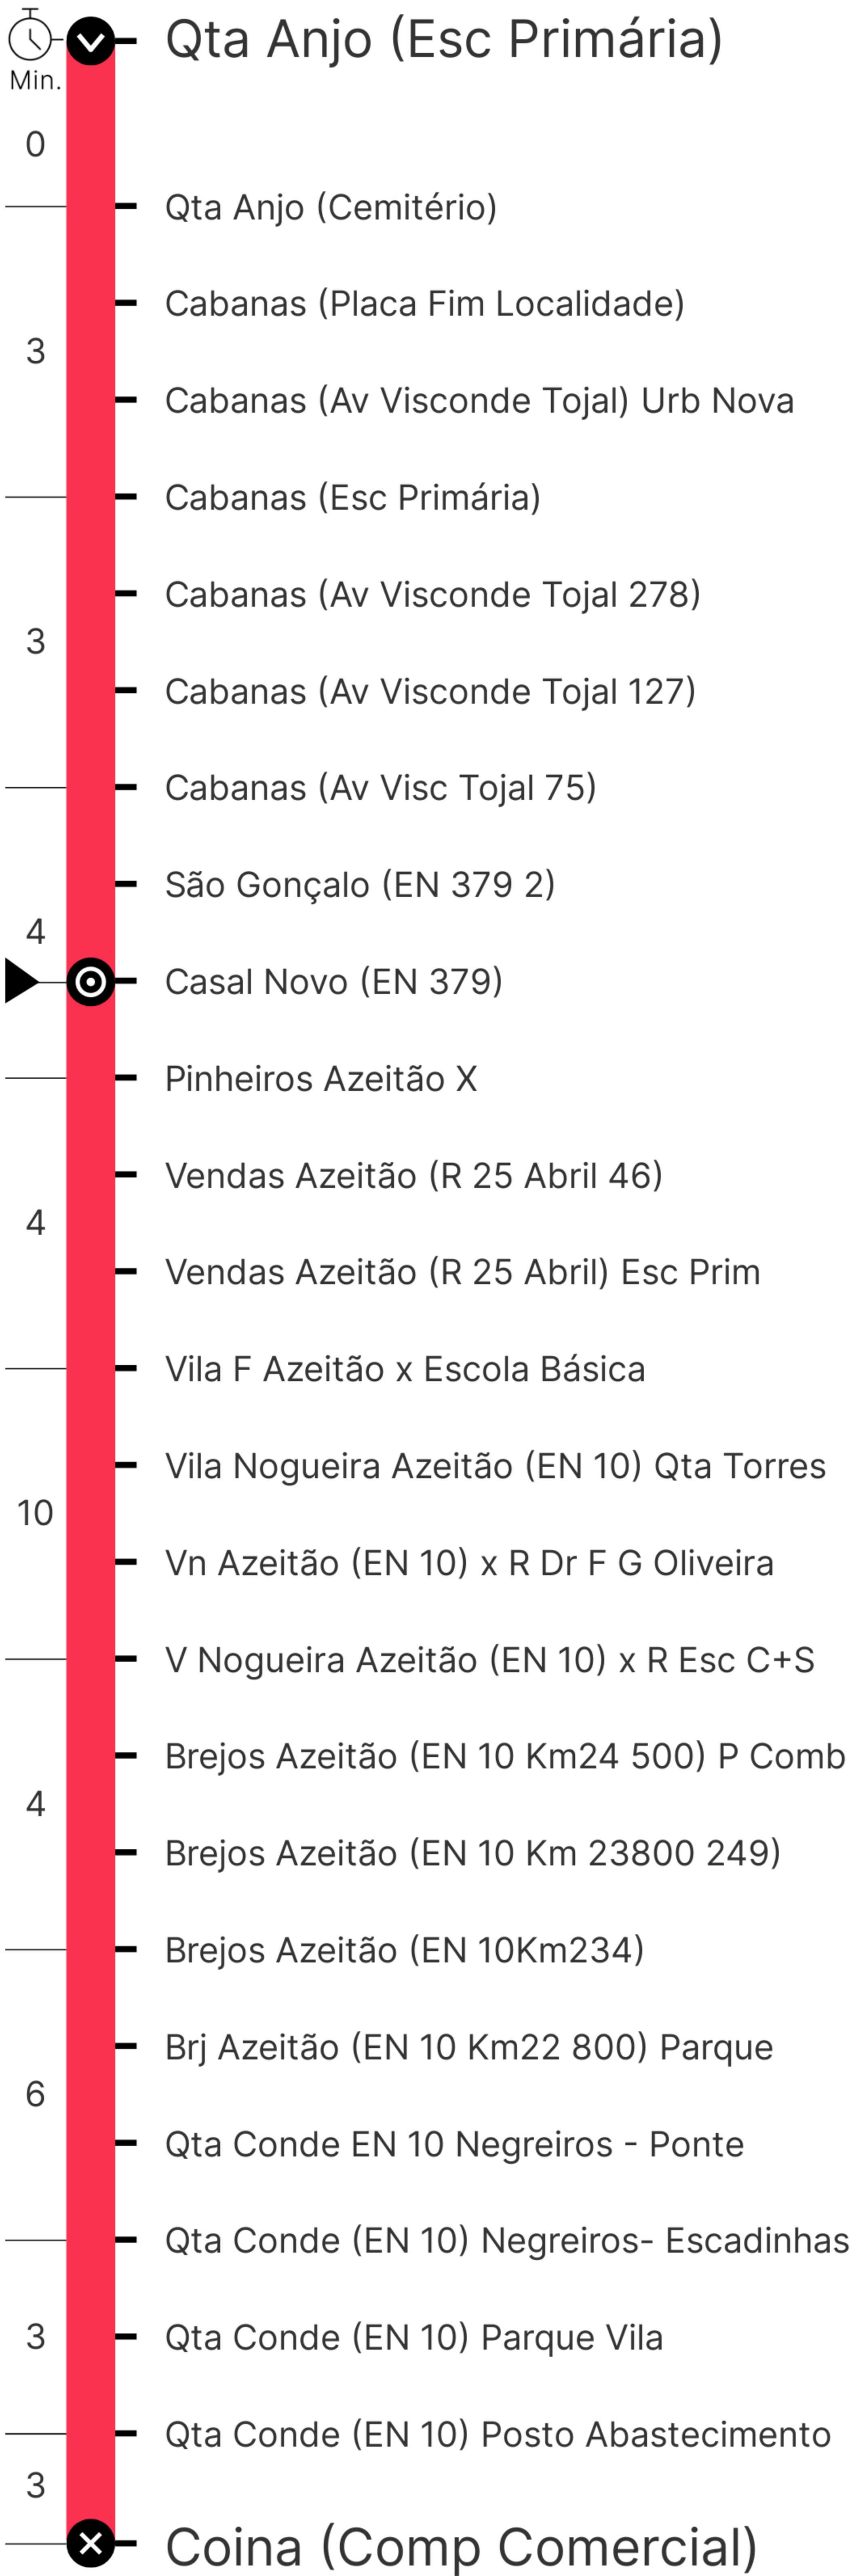 Qta Anjo (Esc Primária)
Min.
0
Qta Anjo (Cemitério)
Cabanas (Placa Fim Localidade)
3
Cabanas (Av Visconde Tojal) Urb Nova
Cabanas (Esc Primária)
Cabanas (Av Visconde Tojal 278)
3
Cabanas (Av Visconde Tojal 127)
Cabanas (Av Visc Tojal 75)
São Gonçalo (EN 379 2)
4
Casal Novo (EN 379)
Pinheiros Azeitão X
Vendas Azeitão (R 25 Abril 46)
4
Vendas Azeitão (R 25 Abril) Esc Prim
Vila F Azeitão x Escola Básica
Vila Nogueira Azeitão (EN 10) Qta Torres
10
Vn Azeitão (EN 10) x R Dr F G Oliveira
V Nogueira Azeitão (EN 10) x R Esc C+S
Brejos Azeitão (EN 10 Km24 500) P Comb
4
Brejos Azeitão (EN 10 Km 23800 249)
Brejos Azeitão (EN 10Km234)
Brj Azeitão (EN 10 Km22 800) Parque
6
Qta Conde EN 10 Negreiros - Ponte
Qta Conde (EN 10) Negreiros- Escadinhas
3
Qta Conde (EN 10) Parque Vila
Qta Conde (EN 10) Posto Abastecimento
3
Coina (Comp Comercial)